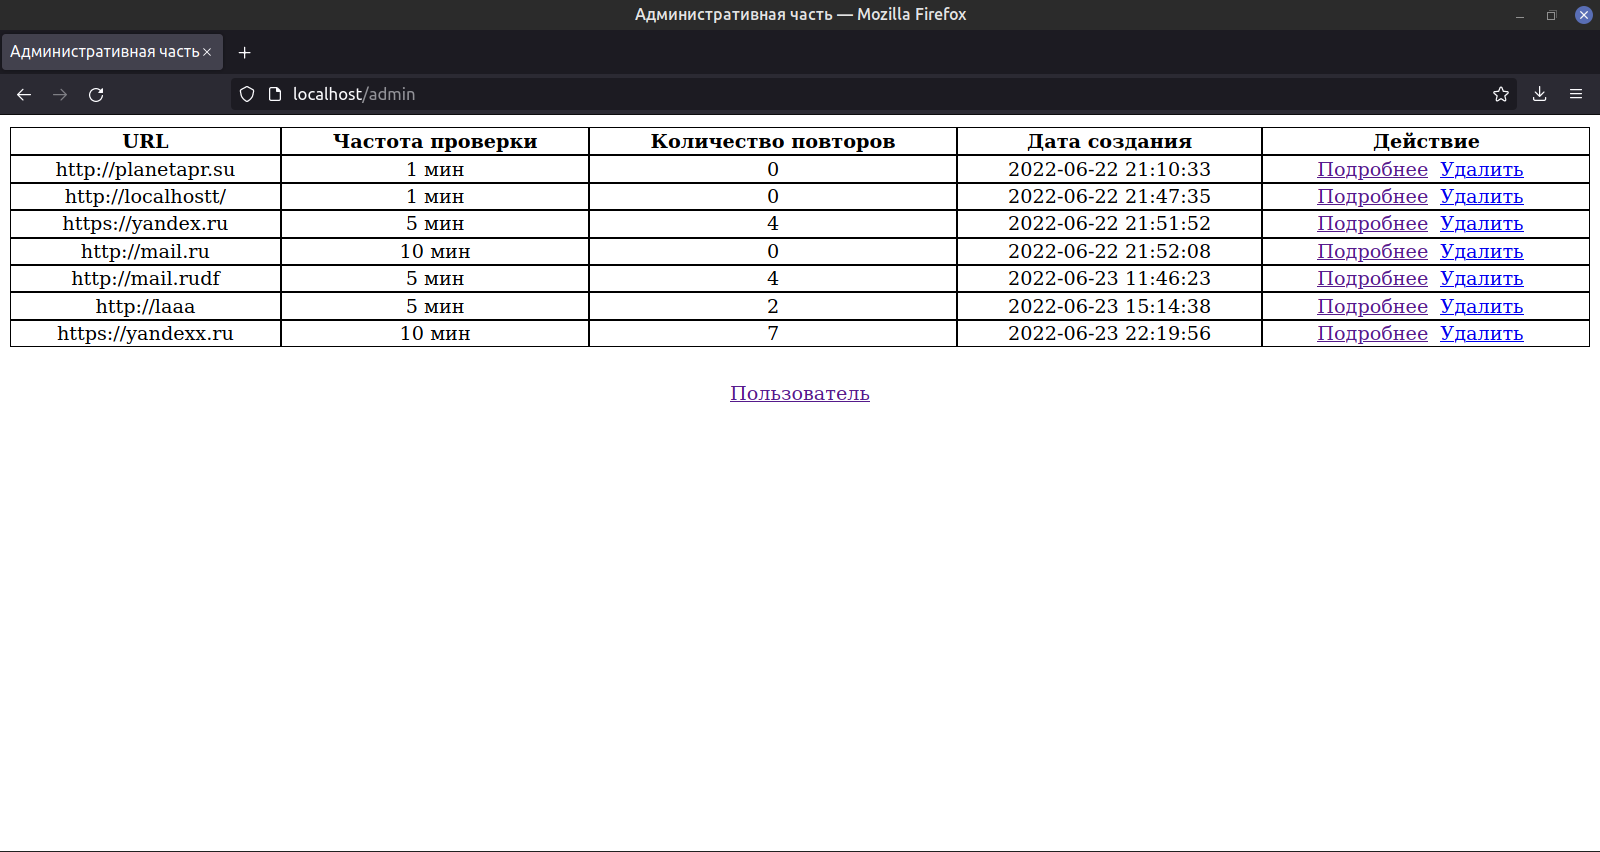 Административная часть — Mozilla Firefox
Административная часть
localhost/admin
URL Частота проверки Количество повторов Дата создания Действие
http://planetapr.su 1 мин 0 2022-06-22 21:10:33 Подробнее Удалить
http://localhostt/ 1 мин 0 2022-06-22 21:47:35 Подробнее Удалить
https://yandex.ru 5 мин 4 2022-06-22 21:51:52 Подробнее Удалить
http://mail.ru 10 мин 0 2022-06-22 21:52:08 Подробнее Удалить
http://mail.rudf 5 мин 4 2022-06-23 11:46:23 Подробнее Удалить
http://laaa 5 мин 2 2022-06-23 15:14:38 Подробнее Удалить
https://yandexx.ru 10 мин 7 2022-06-23 22:19:56 Подробнее Удалить
Пользователь